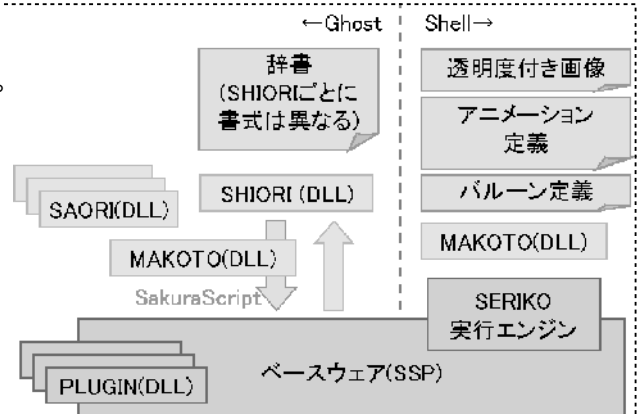 ←Ghost
Shell→
。
辞書
(SHIORIごとに
書式は異なる)
透明度付き画像
アニメーション
定義
バルーン定義
SHIORI (DLL)
SAORI(DLL)
MAKOTO(DLL)
MAKOTO(DLL)
SakuraScript
SERIKO
実行エンジン
ベースウェア(SSP)
PLUGIN(DLL)